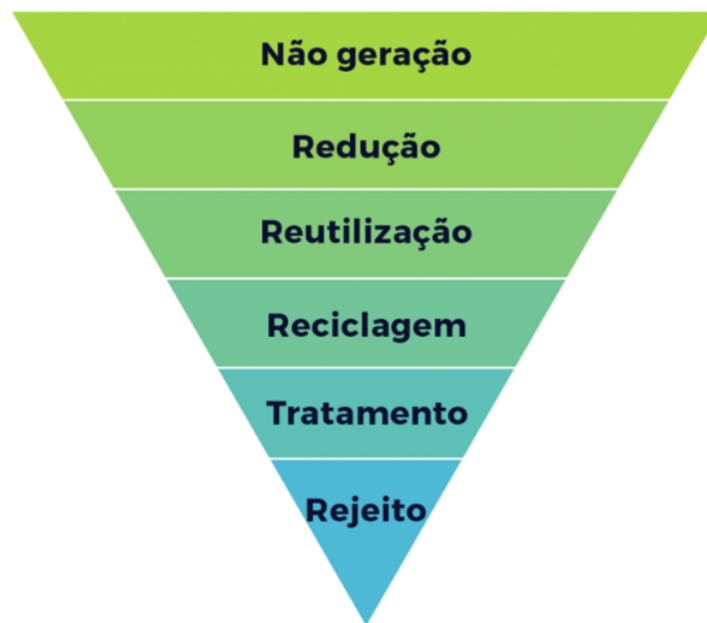 Não geração
Redução
Reutilização
Reciclagem
Tratamento
Rejeito